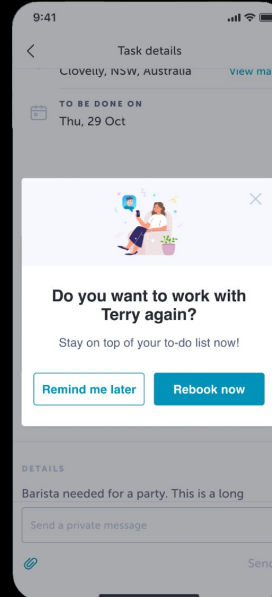 9:41
Task details
Clovelly, NSW, Australia View ma
TO BE DONE ON
Thu, 29 Oct
Do you want to work with
Terry again?
Stay on top of your to-do list now!
Remind me later Rebook now
DETAILS
Barista needed for a party. This is a long
Send a private message
Send